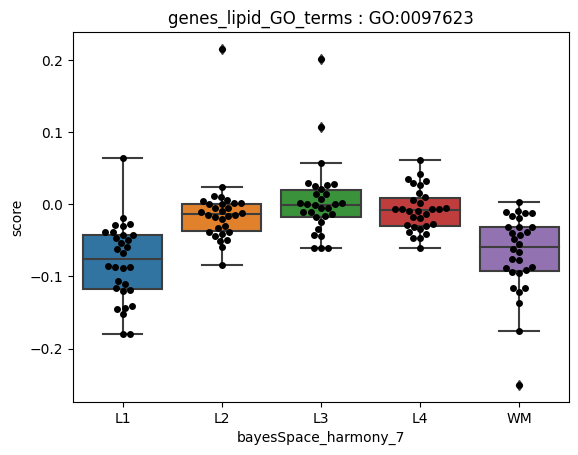 genes_lipid_GO_terms : GO:0097623
0.2
0.1
0.0
−0.1
−0.2
score
L1 L2 L3 L4 WM
bayesSpace_harmony_7